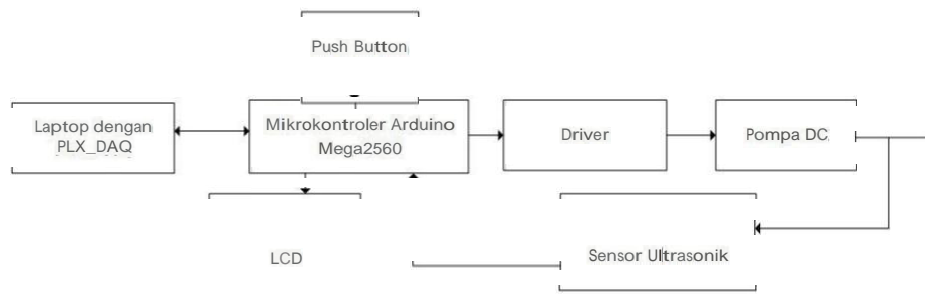 Push Button
Laptop dengan
PLX_DAQ
Mikrokontroler Arduino
Mega2560
Driver
Pompa DC
LCD
Sensor Ultrasonik